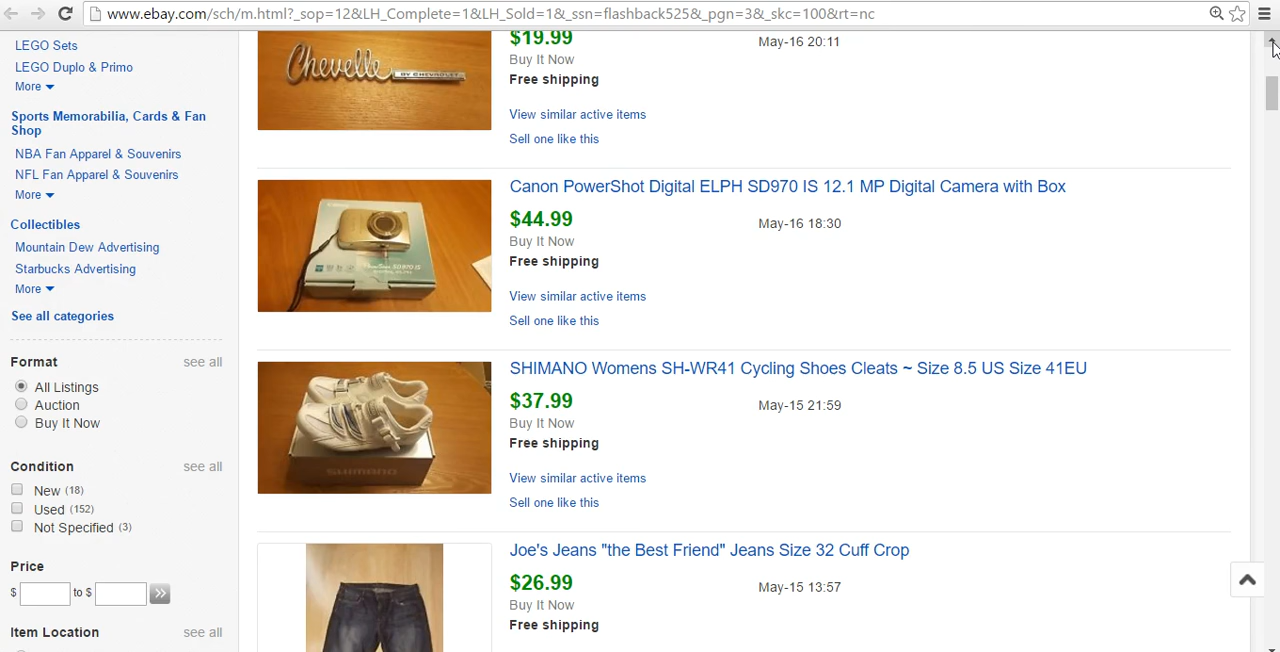 www.ebay.com/sch/m.html?_sop=12&LH_Complete=1&LH_Sold=1&_ssn=flashback525&_pgn=3&_skc=100&rt=nc
LEGO Sets
LEGO Duplo & Primo
More
Sports Memorabilia, Cards & Fan
Shop
NBA Fan Apparel & Souvenirs
NFL Fan Apparel & Souvenirs
More
Collectibles
Mountain Dew Advertising
Starbucks Advertising
More
See all categories
Format see all
All Listings
Auction
Buy It Now
Condition see all
New (18)
Used (152)
Not Specified (3)
Price
$ to $ >>
Item Location see all
Chevelle BY CHEVROLET
$19.99 May-16 20:11
Buy It Now
Free shipping
View similar active items
Sell one like this
Canon PowerShot Digital ELPH SD970 IS 12.1 MP Digital Camera with Box
$44.99 May-16 18:30
Buy It Now
Free shipping
View similar active items
Sell one like this
SHIMANO
SHIMANO Womens SH-WR41 Cycling Shoes Cleats ~ Size 8.5 US Size 41EU
$37.99 May-15 21:59
Buy It Now
Free shipping
View similar active items
Sell one like this
Joe's Jeans "the Best Friend" Jeans Size 32 Cuff Crop
$26.99 May-15 13:57
Buy It Now
Free shipping